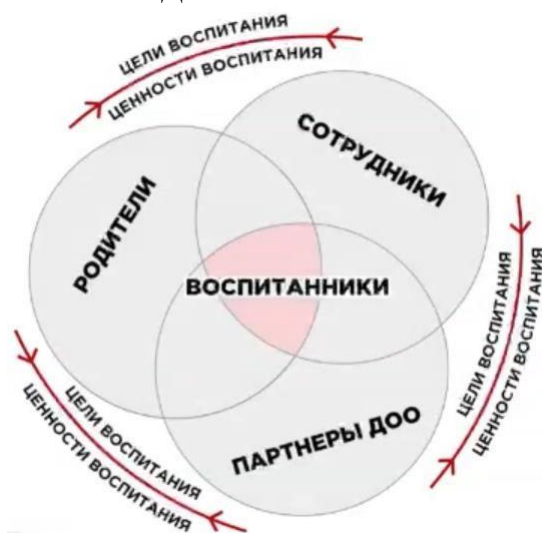 ЦЕЛИ ВОСПИТАНИЯ
ЦЕННОСТИ ВОСПИТАНИЯ
СОТРУДНИКИ
РОДИТЕЛИ
ВОСПИТАННИКИ
ЦЕЛИ ВОСПИТАНИЯ
ЦЕННОСТИ ВОСПИТАНИЯ
ЦЕЛИ ВОСПИТАНИЯ
ЦЕННОСТИ ВОСПИТАНИЯ
ПАРТНЕРЫ ДОО